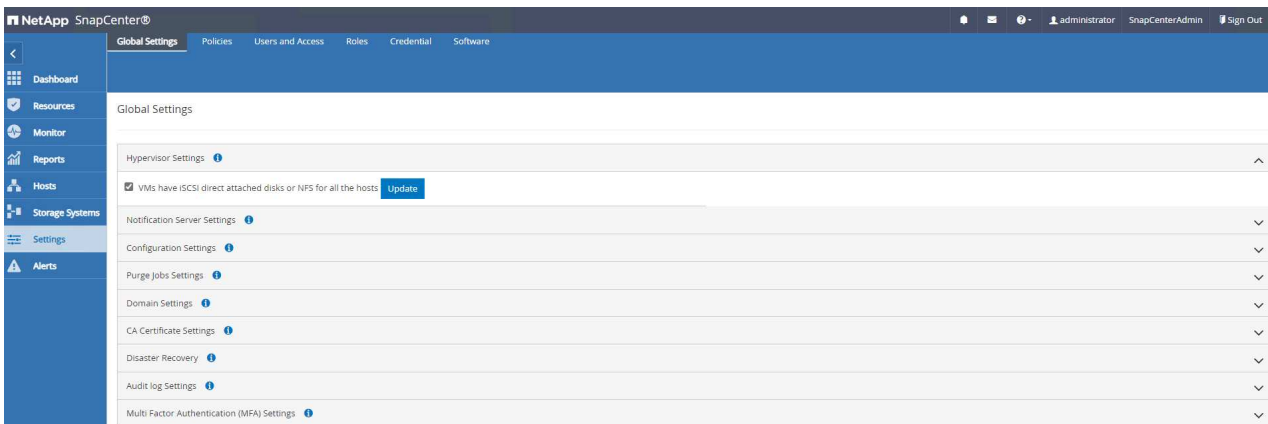 NetApp SnapCenter®
administrator SnapCenterAdmin Sign Out
Global Settings Policies Users and Access Roles Credential Software
Dashboard
Resources
Monitor
Reports
Hosts
Storage Systems
Settings
Alerts
Global Settings
Hypervisor Settings
VMs have iSCSI direct attached disks or NFS for all the hosts Update
Notification Server Settings
Configuration Settings
Purge Jobs Settings
Domain Settings
CA Certificate Settings
Disaster Recovery
Audit log Settings
Multi Factor Authentication (MFA) Settings